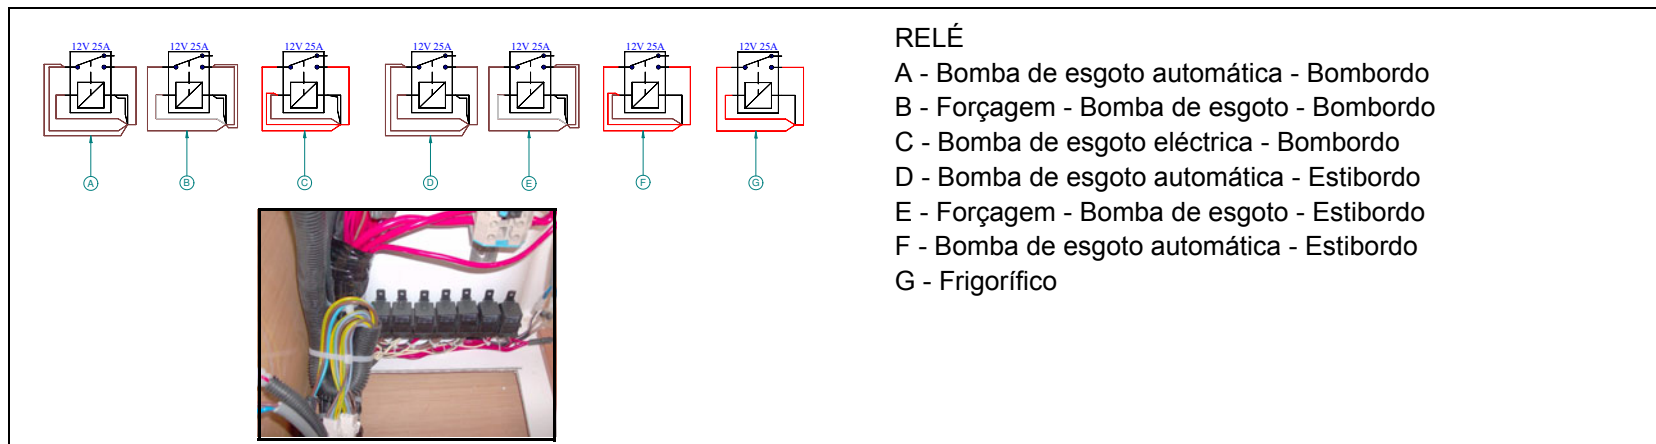 12V 25A 12V 25A 12V 25A 12V 25A 12V 25A 12V 25A 12V 25A
A B C D E F G
RELÉ
A - Bomba de esgoto automática - Bombordo
B - Forçagem - Bomba de esgoto - Bombordo
C - Bomba de esgoto eléctrica - Bombordo
D - Bomba de esgoto automática - Estibordo
E - Forçagem - Bomba de esgoto - Estibordo
F - Bomba de esgoto automática - Estibordo
G - Frigorífico